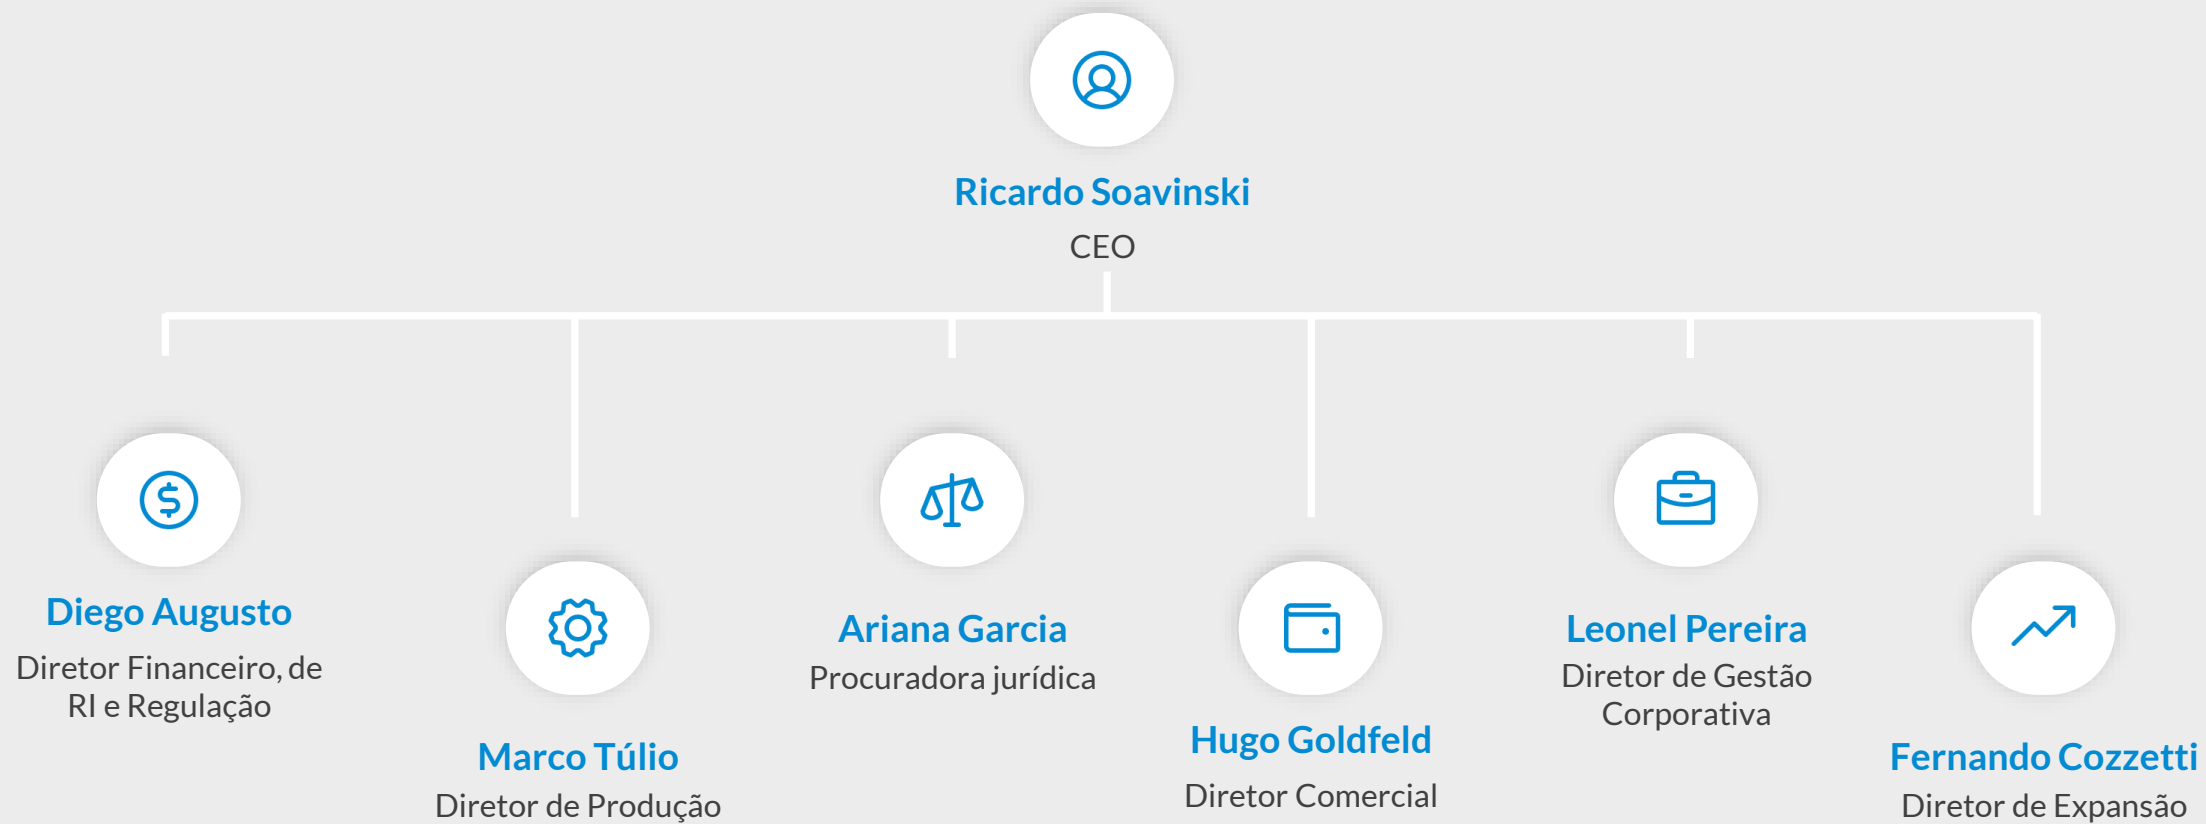 Ricardo Soavinski
CEO
Diego Augusto
Diretor Financeiro, de
RI e Regulação
Marco Túlio
Diretor de Produção
Ariana Garcia
Procuradora jurídica
Hugo Goldfeld
Diretor Comercial
Leonel Pereira
Diretor de Gestão
Corporativa
Fernando Cozzetti
Diretor de Expansão